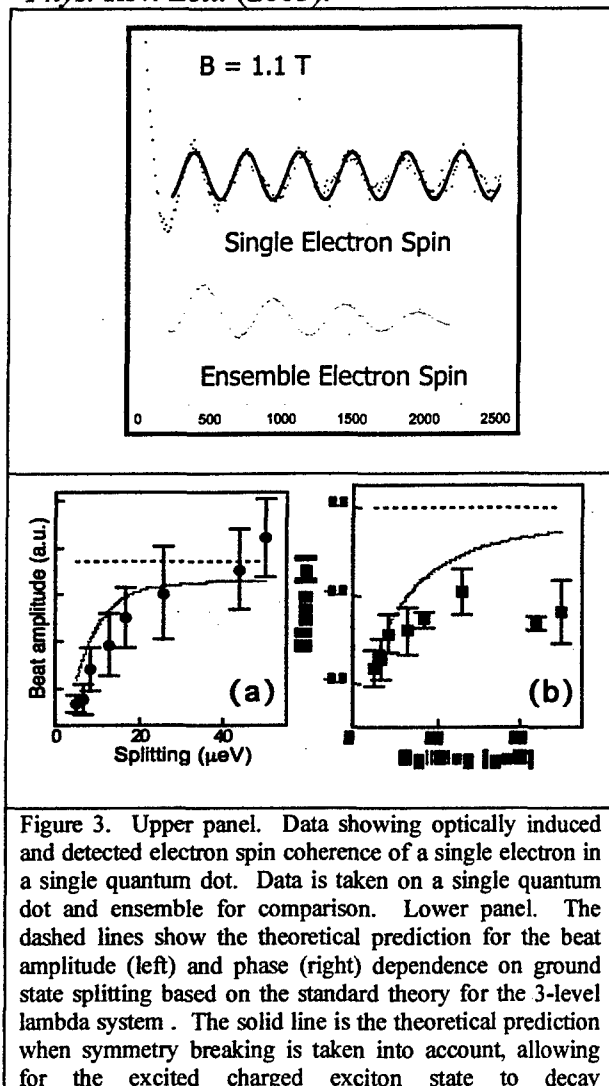 Phys. Rev. Lett. (2005).
B = 1.1 T
Single Electron Spin
Ensemble Electron Spin
0 500 1000 1500 2000 2500
Beat amplitude (a.u.)
(a)
(b)
0 20 40
Splitting (μeV)
Figure 3. Upper panel. Data showing optically induced
and detected electron spin coherence of a single electron in
a single quantum dot. Data is taken on a single quantum
dot and ensemble for comparison. Lower panel. The
dashed lines show the theoretical prediction for the beat
amplitude (left) and phase (right) dependence on ground
state splitting based on the standard theory for the 3-level
lambda system . The solid line is the theoretical prediction
when symmetry breaking is taken into account, allowing
for the excited charged exciton state to decay